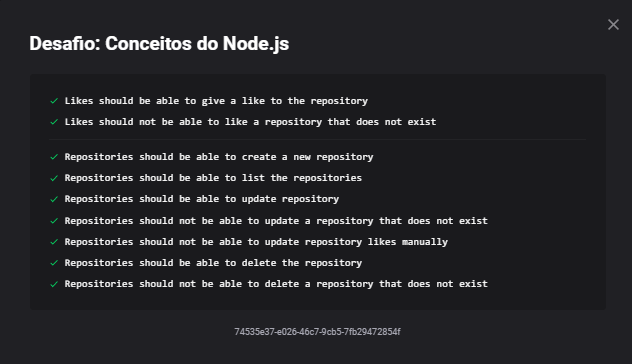 Desafio: Conceitos do Node.js
Likes should be able to give a like to the repository
Likes should not be able to like a repository that does not exist
Repositories should be able to create a new repository
Repositories should be able to list the repositories
Repositories should be able to update repository
Repositories should not be able to update a repository that does not exist
Repositories should not be able to update repository likes manually
Repositories should be able to delete the repository
Repositories should not be able to delete a repository that does not exist
74535e37-e026-46c7-9cb5-7fb29472854f